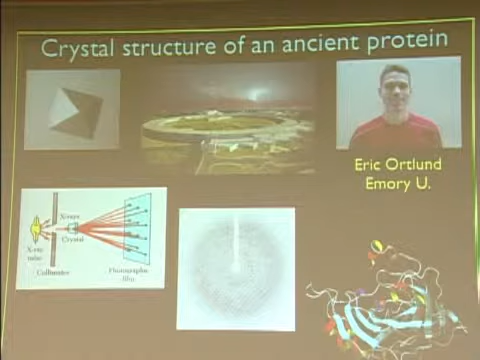 Crystal structure of an ancient protein
Eric Ortlund
Emory U.
X-rays
Crystal
X-ray
tube
Collimator
Photographic
film